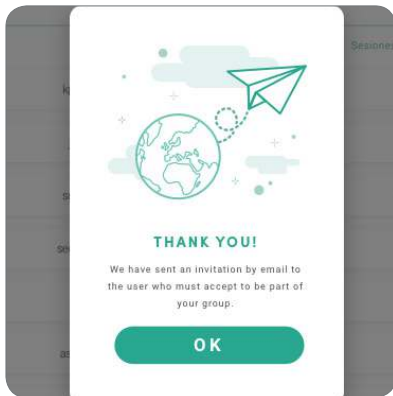 Sesiones
THANK YOU!
We have sent an invitation by email to
the user who must accept to be part of
your group.
OK